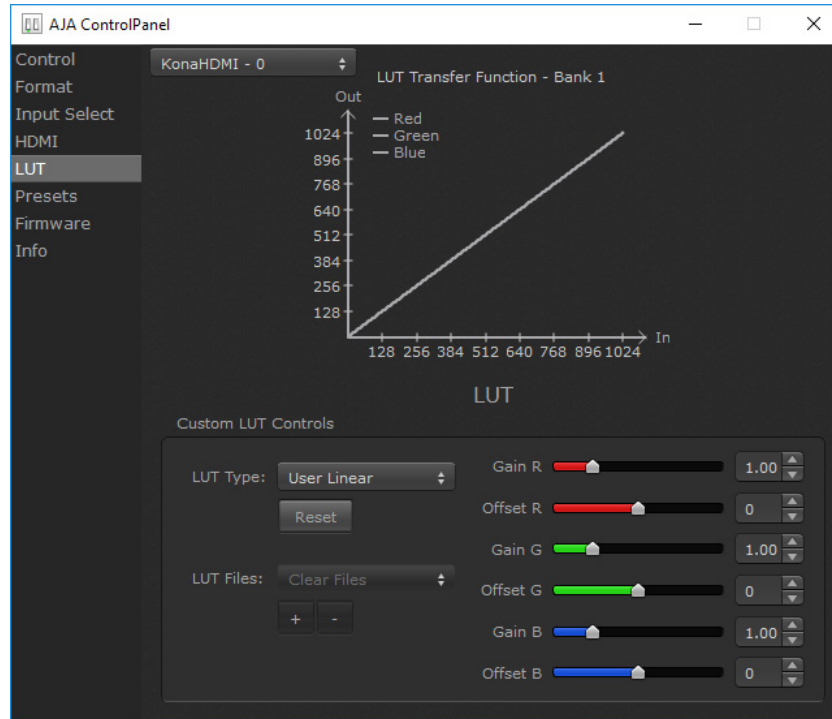 AJA ControlPanel
Control
Format
Input Select
HDMI
LUT
Presets
Firmware
Info
KonaHDMI - 0
LUT Transfer Function - Bank 1
Out
Red
Green
Blue
1024
896
768
640
512
384
256
128
128 256 384 512 640 768 896 1024
In
LUT
Custom LUT Controls
LUT Type: User Linear
Reset
LUT Files: Clear Files
+ -
Gain R 1.00
Offset R 0
Gain G 1.00
Offset G 0
Gain B 1.00
Offset B 0